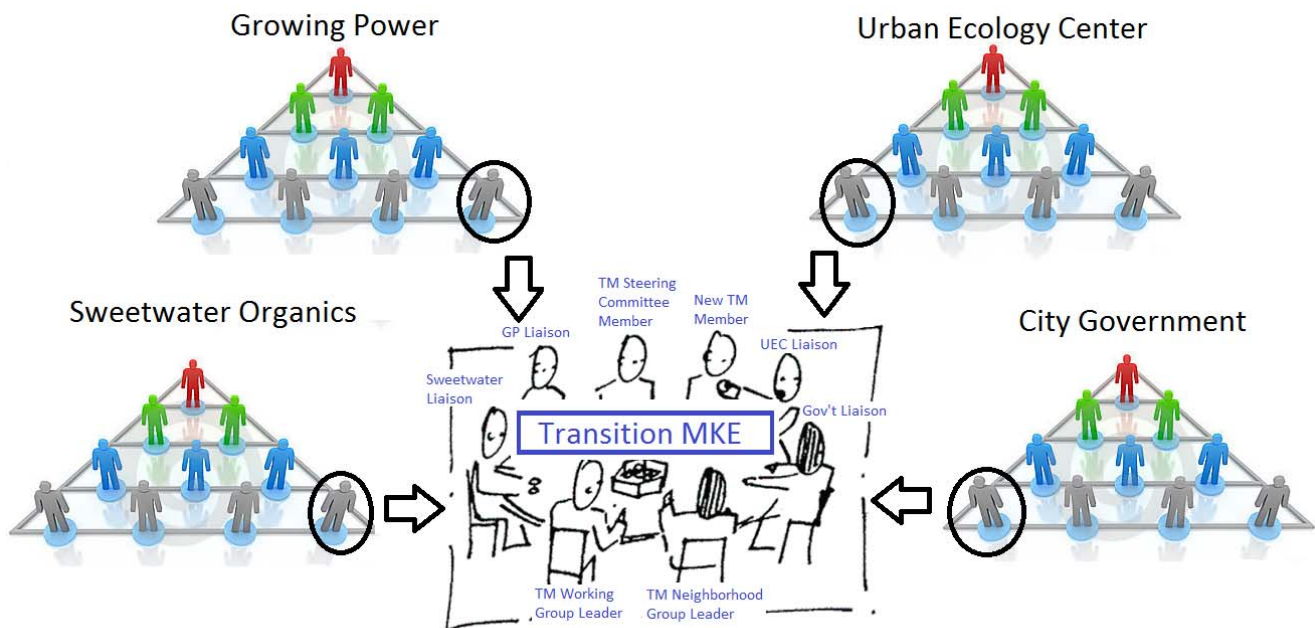 Growing Power
Urban Ecology Center
Sweetwater Organics
City Government
TM Steering
Committee
Member
New TM
Member
GP Liaison
UEC Liaison
Sweetwater
Liaison
Gov't Liaison
Transition MKE
TM Working
Group Leader
TM Neighborhood
Group Leader